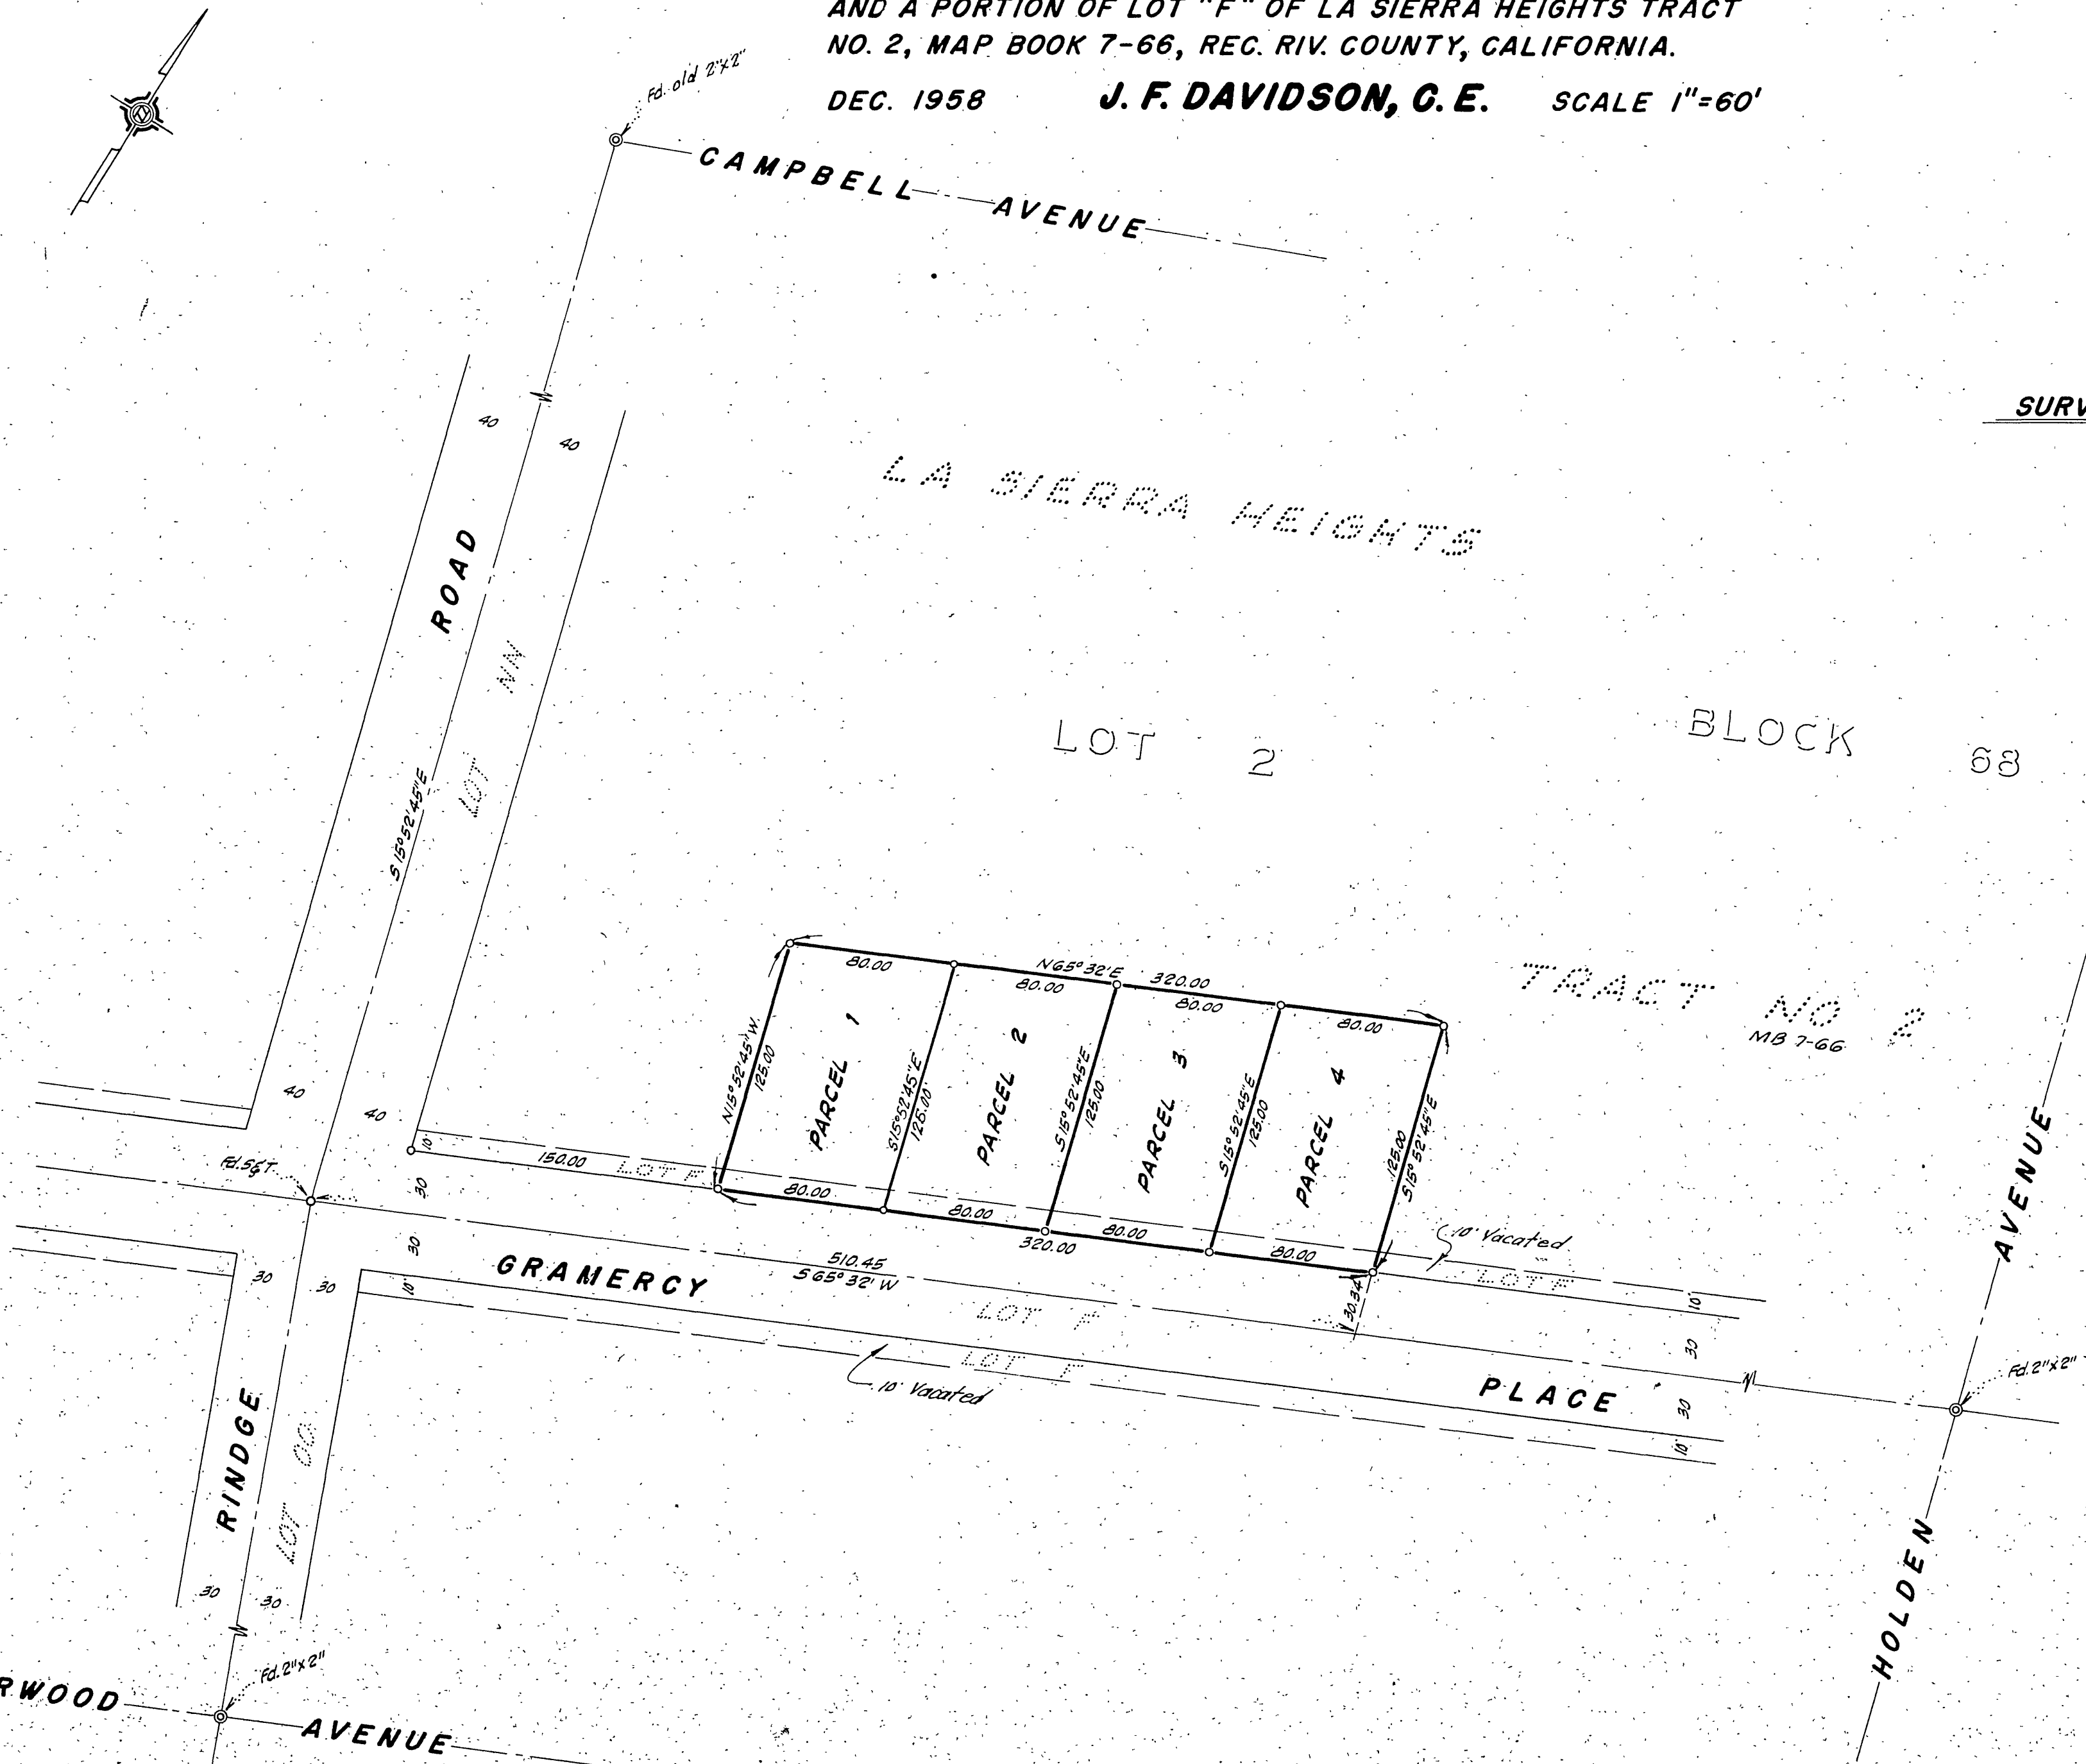 AND A PORTION OF LOT "F" OF LA SIERRA HEIGHTS TRACT
NO. 2, MAP BOOK 7-66, REC. RIV. COUNTY, CALIFORNIA.
DEC. 1958 J. F. DAVIDSON, C. E. SCALE 1"=60'
Fd. old 2"x2"
CAMPBELL AVENUE
SURV
40
40
LA SIERRA HEIGHTS
ROAD
LOT NN
S15°52'45"E
LOT 2
BLOCK 68
TRACT NO 2
MB 7-66
N65°32'E 320.00
80.00
80.00
80.00
80.00
N15°52'45"W
125.00
PARCEL 1
S15°52'45"E
125.00
PARCEL 2
S15°52'45"E
125.00
PARCEL 3
S15°52'45"E
125.00
PARCEL 4
125.00
S15°52'45"E
40
40
10'
150.00
LOT F
80.00
80.00
80.00
80.00
320.00
30
30
10'
30
30
GRAMERCY
510.45
S65°32'W
LOT F
30.34
10' Vacated
LOT F
LOT F
10' Vacated
PLACE
10'
30
30
10'
Fd. 2"x2"
HOLDEN AVENUE
RINDGE
LOT
30
30
Fd. 2"x2"
RWOOD AVENUE